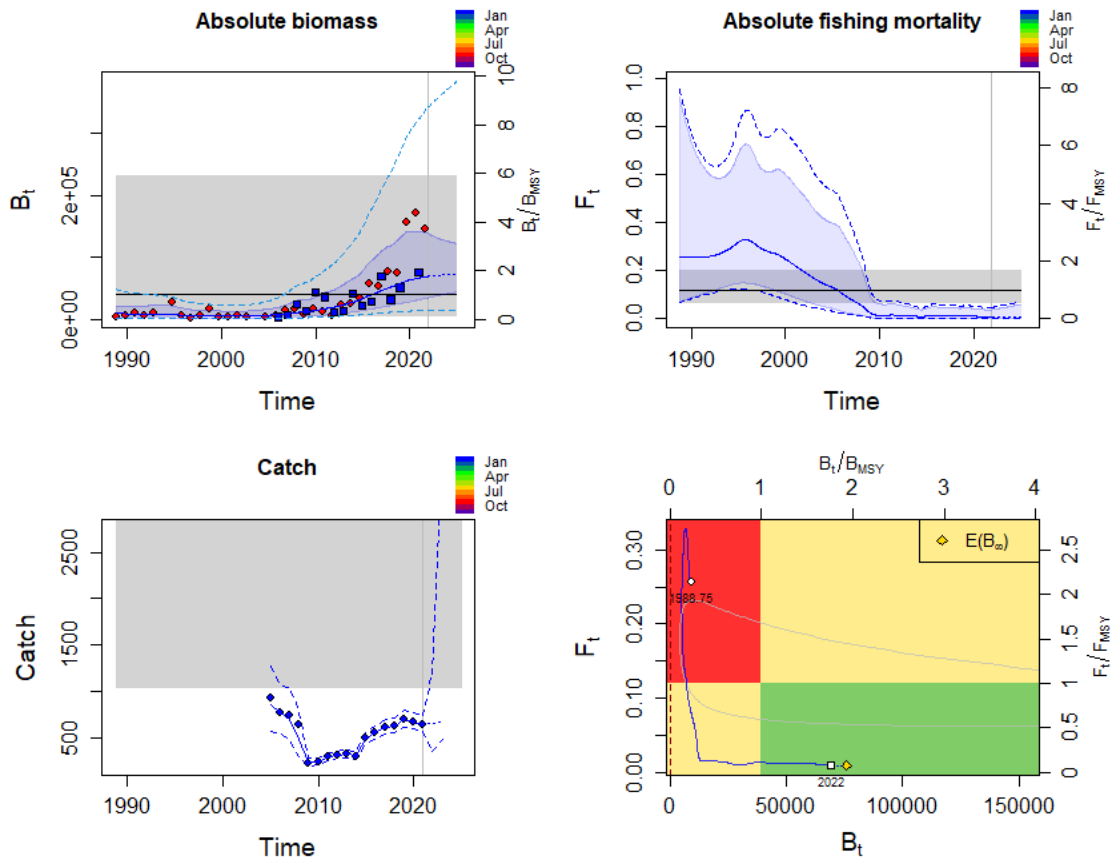 Absolute biomass
Jan
Apr
Jul
Oct
0e+00 2e+05
B_t
0 2 4 6 8 10
B_t/B_MSY
1990 2000 2010 2020
Time
Absolute fishing mortality
Jan
Apr
Jul
Oct
0.0 0.2 0.4 0.6 0.8 1.0
F_t
0 2 4 6 8
F_t/F_MSY
1990 2000 2010 2020
Time
Catch
Jan
Apr
Jul
Oct
500 1500 2500
Catch
1990 2000 2010 2020
Time
B_t/B_MSY
0 1 2 3 4
E(B_∞)
1988.75
2022
0.00 0.10 0.20 0.30
F_t
0 0.5 1 1.5 2 2.5
F_t/F_MSY
0 50000 100000 150000
B_t